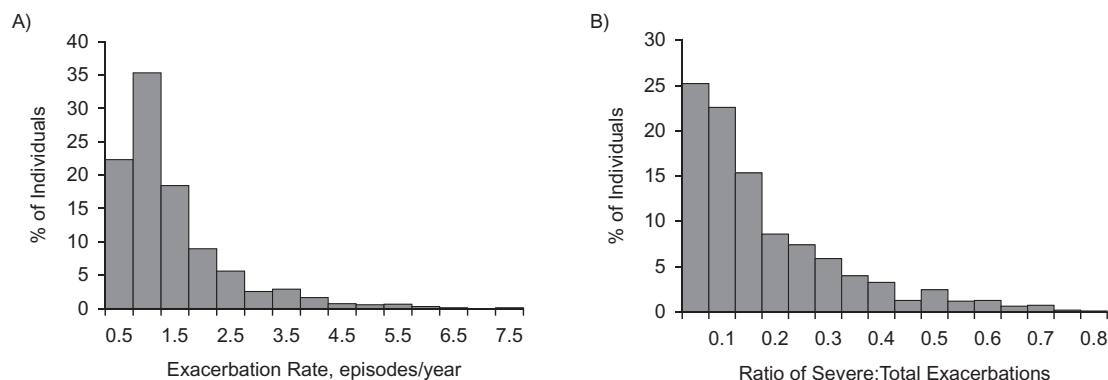 A)
40
35
30
25
20
15
10
5
0
% of Individuals
0.5 1.5 2.5 3.5 4.5 5.5 6.5 7.5
Exacerbation Rate, episodes/year
B)
30
25
20
15
10
5
0
% of Individuals
0.1 0.2 0.3 0.4 0.5 0.6 0.7 0.8
Ratio of Severe:Total Exacerbations